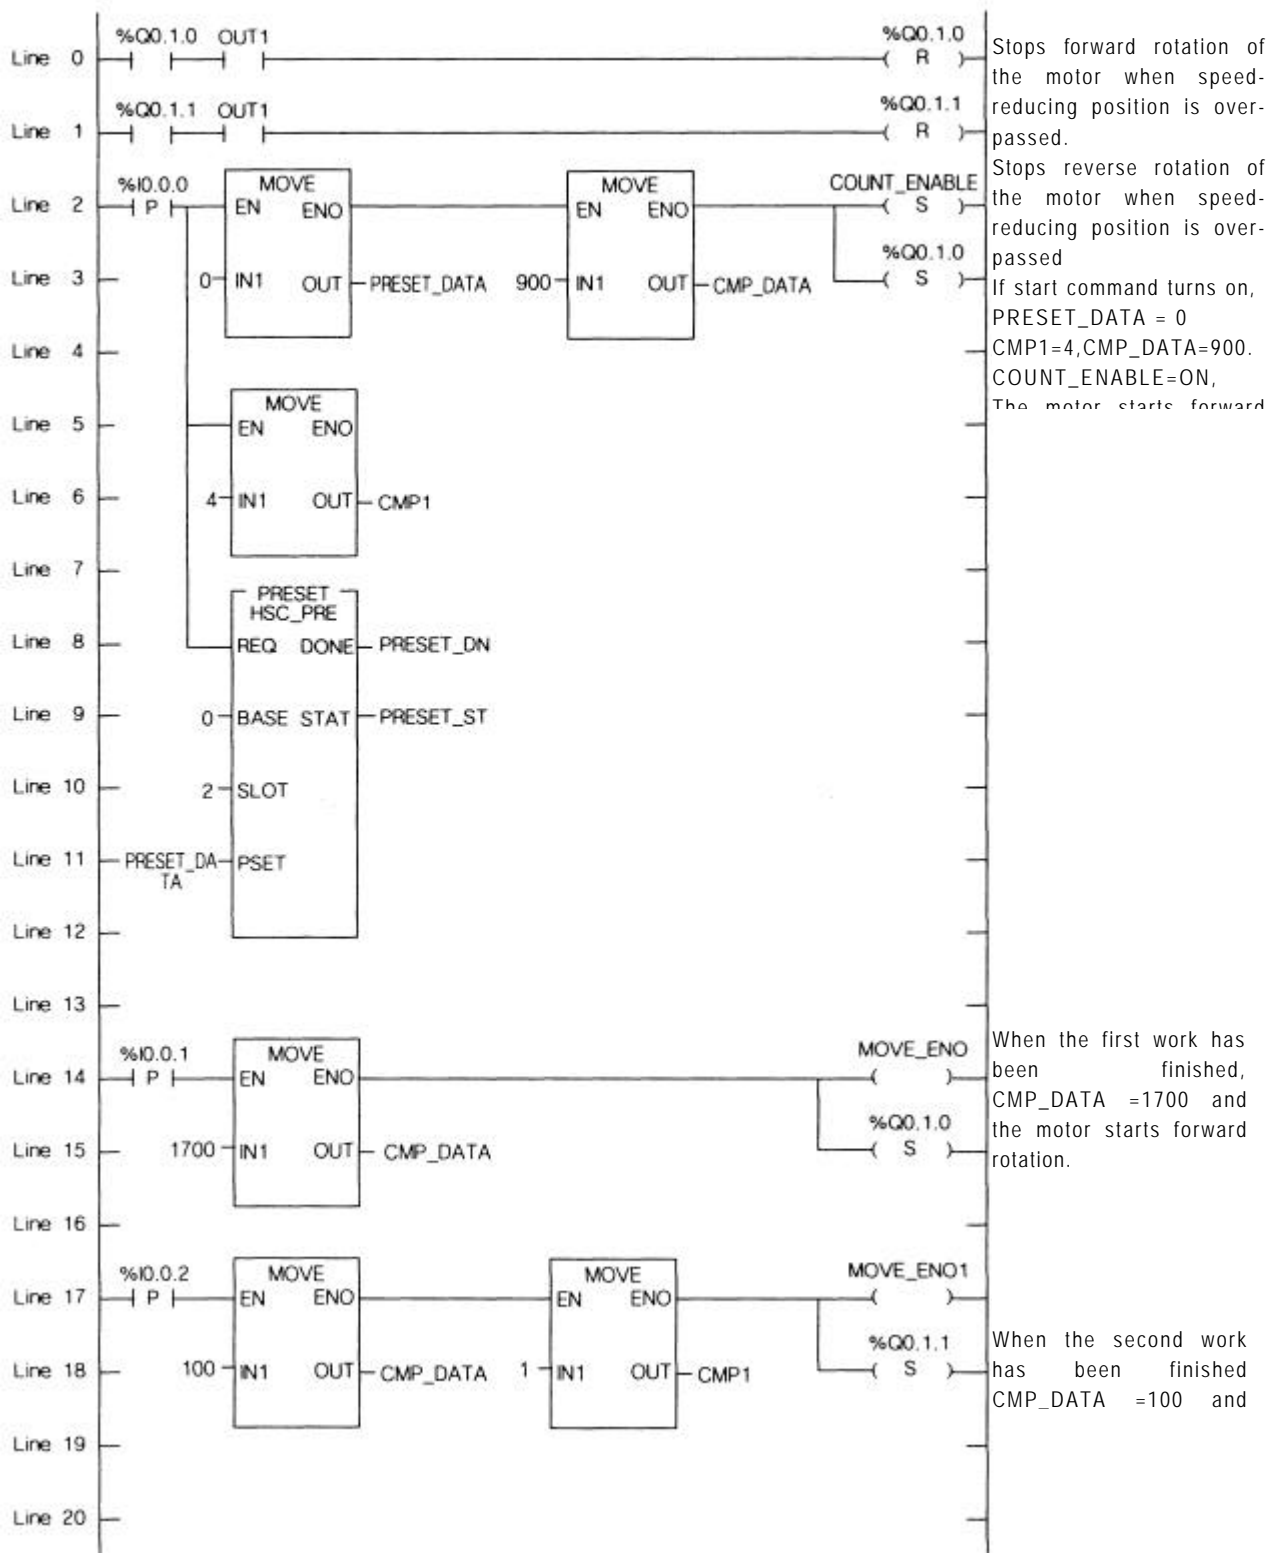 %Q0.1.0 OUT1 %Q0.1.0
Line 0 R
%Q0.1.1 OUT1 %Q0.1.1
Line 1 R
%I0.0.0 MOVE MOVE COUNT_ENABLE
Line 2 P EN ENO EN ENO S
%Q0.1.0
Line 3 0 IN1 OUT PRESET_DATA 900 IN1 OUT CMP_DATA S
Line 4
MOVE
Line 5 EN ENO
Line 6 4 IN1 OUT CMP1
Line 7
PRESET
HSC_PRE
Line 8 REQ DONE PRESET_DN
Line 9 0 BASE STAT PRESET_ST
Line 10 2 SLOT
Line 11 PRESET_DA PSET
TA
Line 12
Line 13
%I0.0.1 MOVE MOVE_ENO
Line 14 P EN ENO
%Q0.1.0
Line 15 1700 IN1 OUT CMP_DATA S
Line 16
%I0.0.2 MOVE MOVE MOVE_ENO1
Line 17 P EN ENO EN ENO
%Q0.1.1
Line 18 100 IN1 OUT CMP_DATA 1 IN1 OUT CMP1 S
Line 19
Line 20
Stops forward rotation of
the motor when speed-
reducing position is over-
passed.
Stops reverse rotation of
the motor when speed-
reducing position is over-
passed
If start command turns on,
PRESET_DATA = 0
CMP1=4,CMP_DATA=900.
COUNT_ENABLE=ON,
The motor starts forward
When the first work has
been finished,
CMP_DATA =1700 and
the motor starts forward
rotation.
When the second work
has been finished
CMP_DATA =100 and